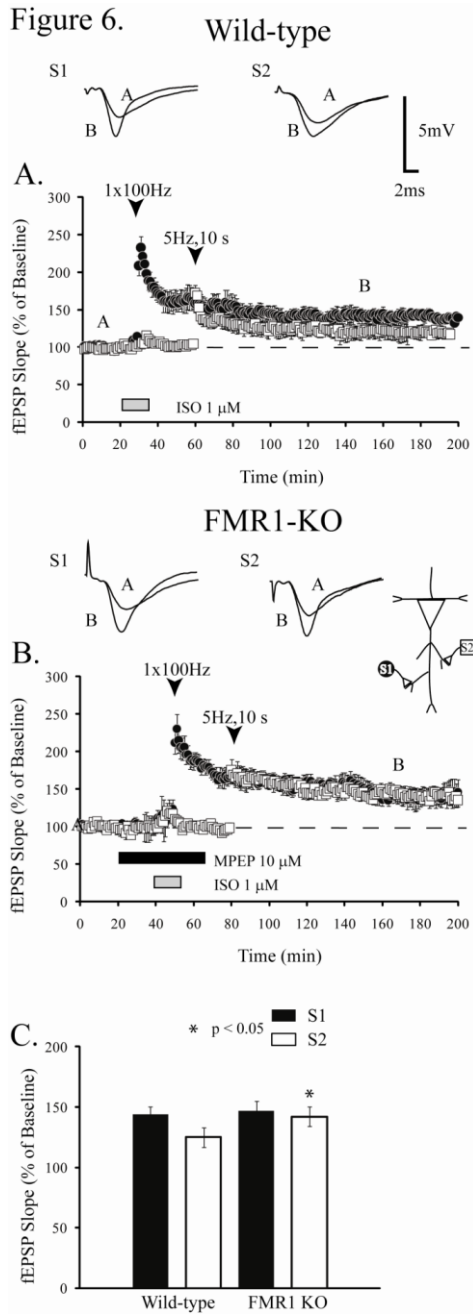 Figure 6.
Wild-type
S1
S2
A
B
A
B
5mV
2ms
A.
1x100Hz
5Hz,10 s
fEPSP Slope (% of Baseline)
300
250
200
150
100
50
0
A
B
ISO 1 μM
0 20 40 60 80 100 120 140 160 180 200
Time (min)
FMR1-KO
S1
S2
A
B
A
B
S1
S2
B.
1x100Hz
5Hz,10 s
fEPSP Slope (% of Baseline)
300
250
200
150
100
50
0
A
B
MPEP 10 μM
ISO 1 μM
0 20 40 60 80 100 120 140 160 180 200
Time (min)
C.
* p < 0.05
S1
S2
fEPSP Slope (% of Baseline)
200
150
100
50
0
*
Wild-type FMR1 KO